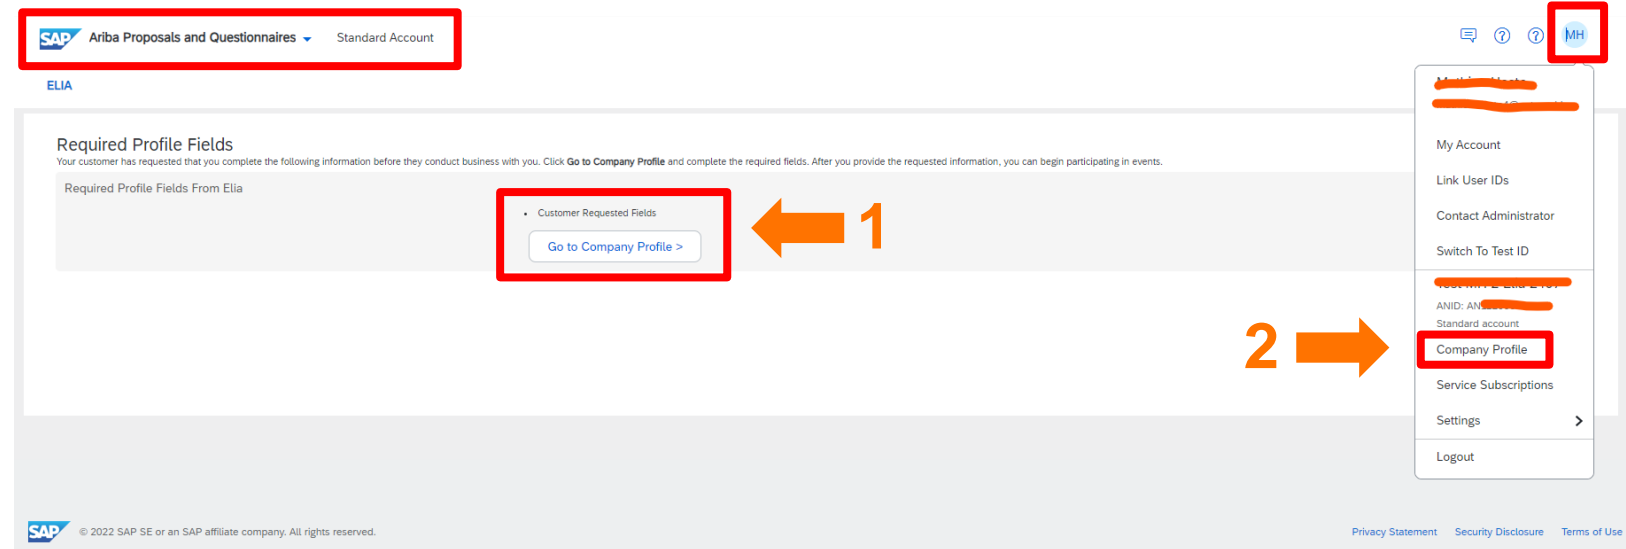 SAP Ariba Proposals and Questionnaires Standard Account
MH
ELIA
Required Profile Fields
Your customer has requested that you complete the following information before they conduct business with you. Click Go to Company Profile and complete the required fields. After you provide the requested information, you can begin participating in events.
Required Profile Fields From Elia
• Customer Requested Fields
Go to Company Profile >
1
My Account
Link User IDs
Contact Administrator
Switch To Test ID
ANID:
Standard account
2
Company Profile
Service Subscriptions
Settings
Logout
SAP © 2022 SAP SE or an SAP affiliate company. All rights reserved.
Privacy Statement Security Disclosure Terms of Use